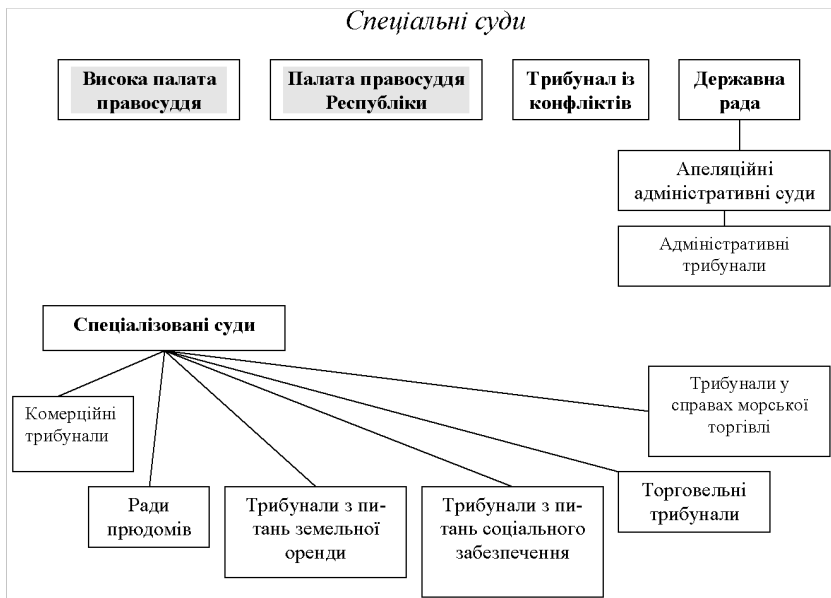 Спеціальні суди
Висока палата
правосуддя
Палата правосуддя
Республіки
Трибунал із
конфліктів
Державна
рада
Апеляційні
адміністративні суди
Адміністративні
трибунали
Спеціалізовані суди
Комерційні
трибунали
Ради
прюдомів
Трибунали з пи-
тань земельної
оренди
Трибунали з пи-
тань соціального
забезпечення
Торговельні
трибунали
Трибунали у
справах морської
торгівлі